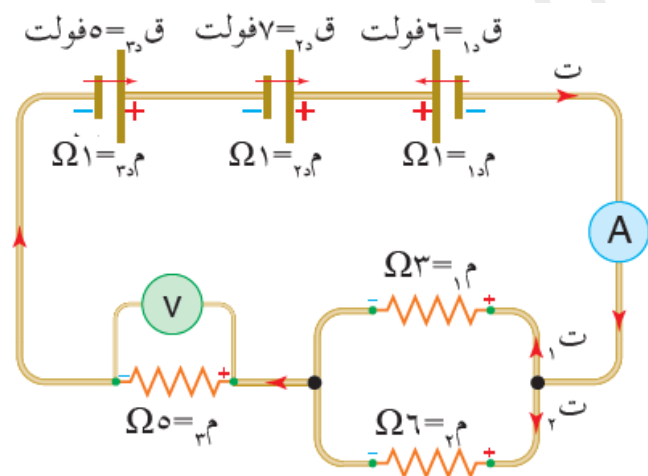 ق د١=٦فولت ق د٢=٧فولت ق د٣=٥فولت
ت
− + − + + −
م د١=١Ω م د٢=١Ω م د٣=١Ω
A
م١=٣Ω
− +
V
ت١
− +
ت٢
م٣=٥Ω
م٢=٦Ω
− +